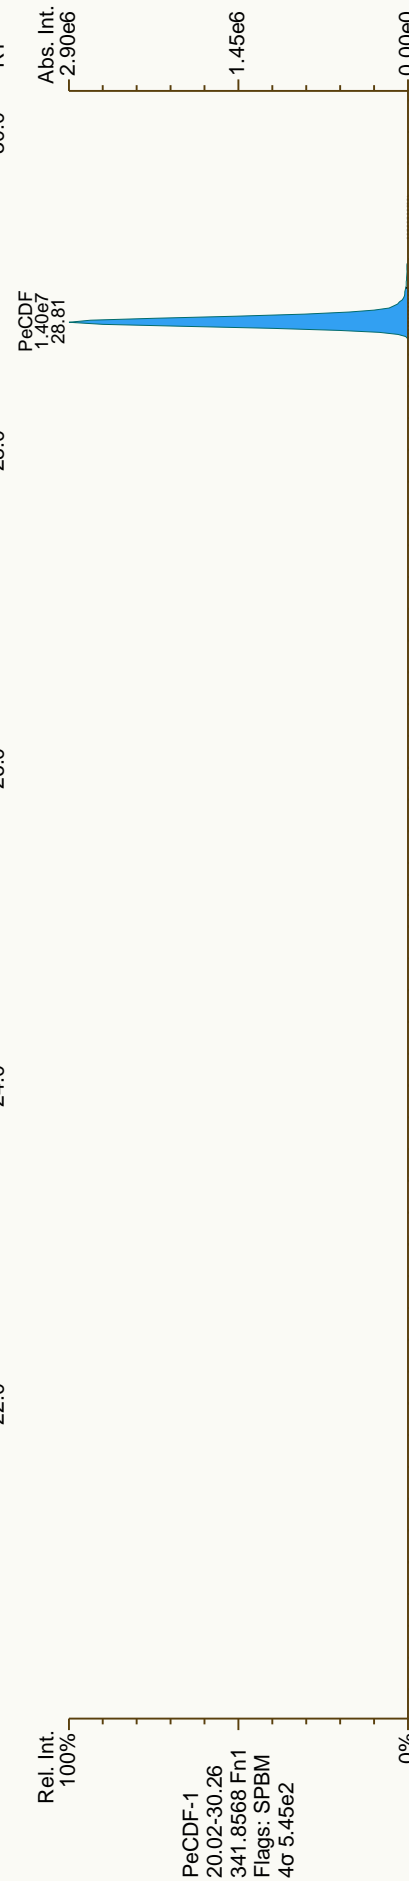 Rel. Int.
100%
0%
PeCDF-1
20.02-30.26
341.8568 Fn1
Flags: SPBM
4σ 5.45e2
PeCDF
1.40e7
28.81
Abs. Int.
2.90e6
1.45e6
0.00e0